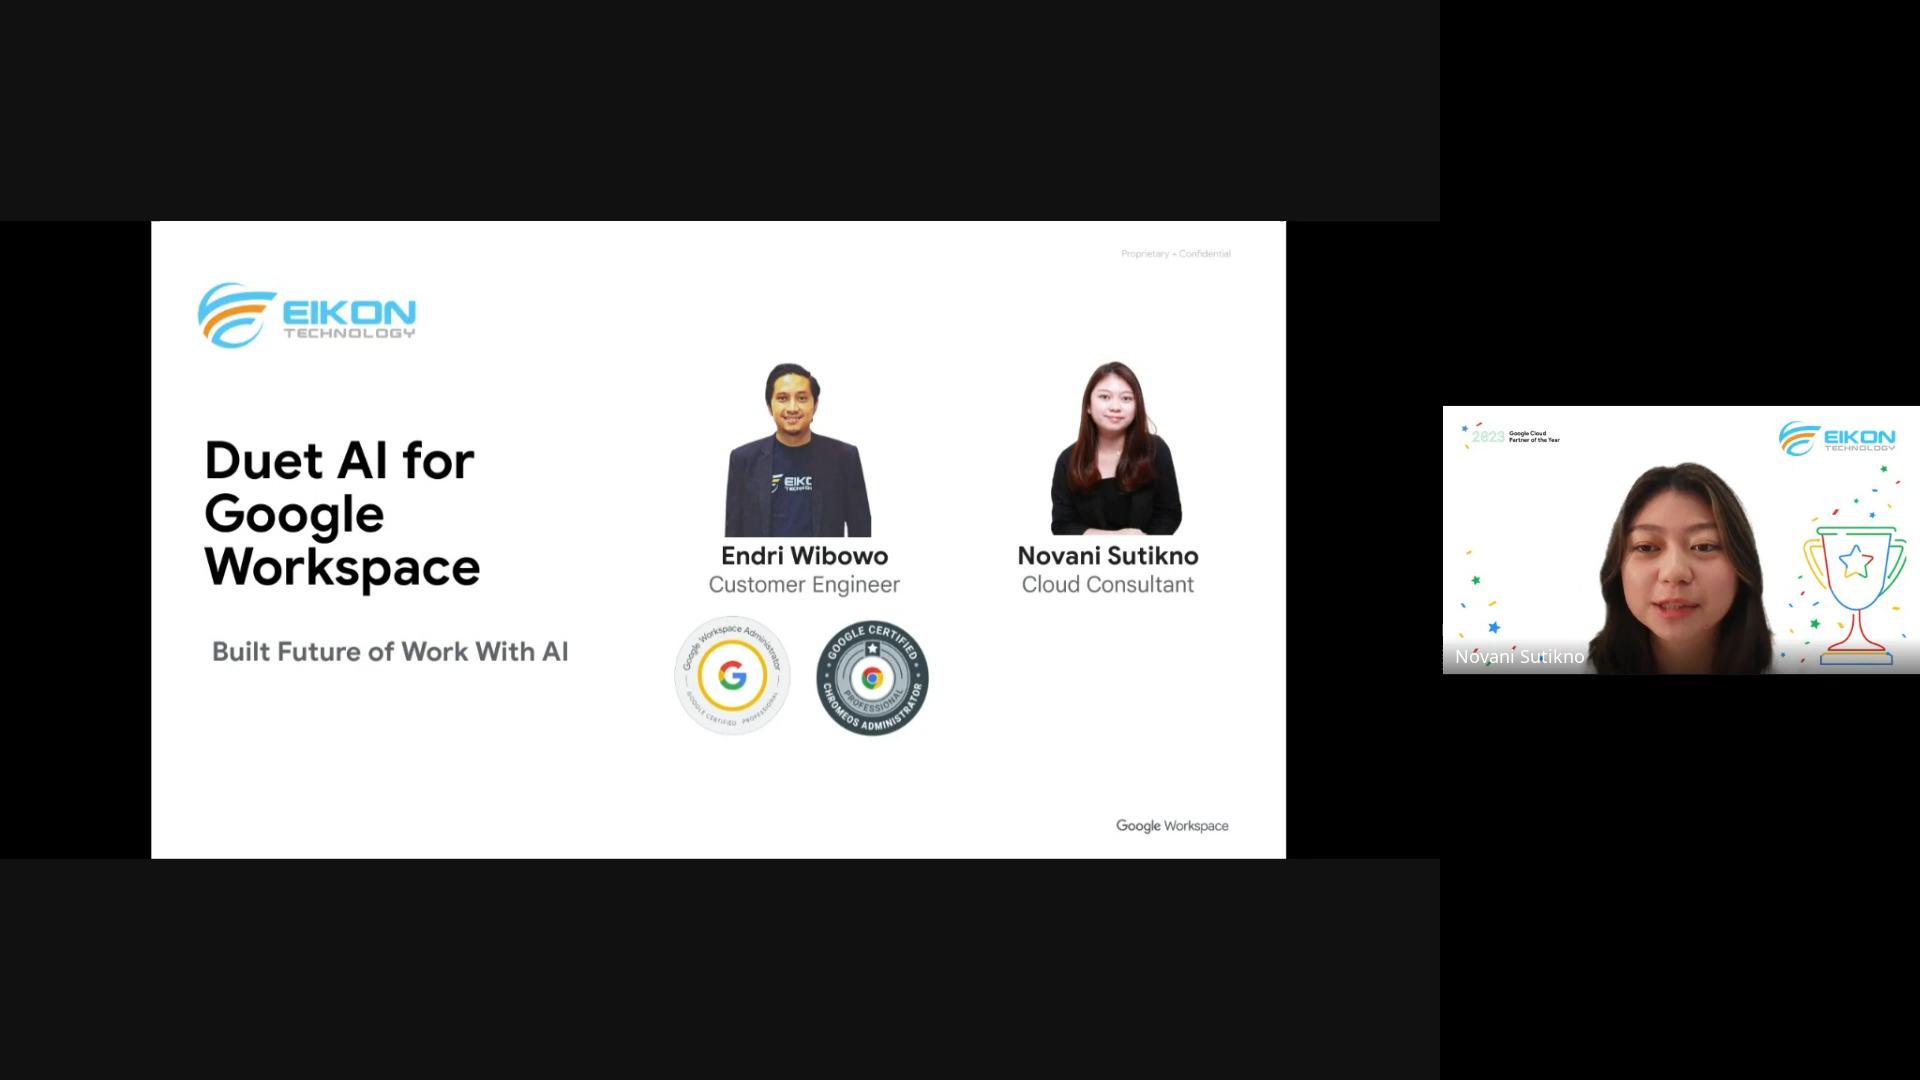 Proprietary + Confidential
EIKON
TECHNOLOGY
Duet AI for
Google
Workspace
Built Future of Work With AI
EIKC
Endri Wibowo
Customer Engineer
Novani Sutikno
Cloud Consultant
Google Workspace Administrator
GOOGLE CERTIFIED PROFESSIONAL
GOOGLE CERTIFIED
PROFESSIONAL
CHROMEOS ADMINISTRATOR
Google Workspace
2023 Google Cloud
Partner of the Year
EIKON
TECHNOLOGY
Novani Sutikno